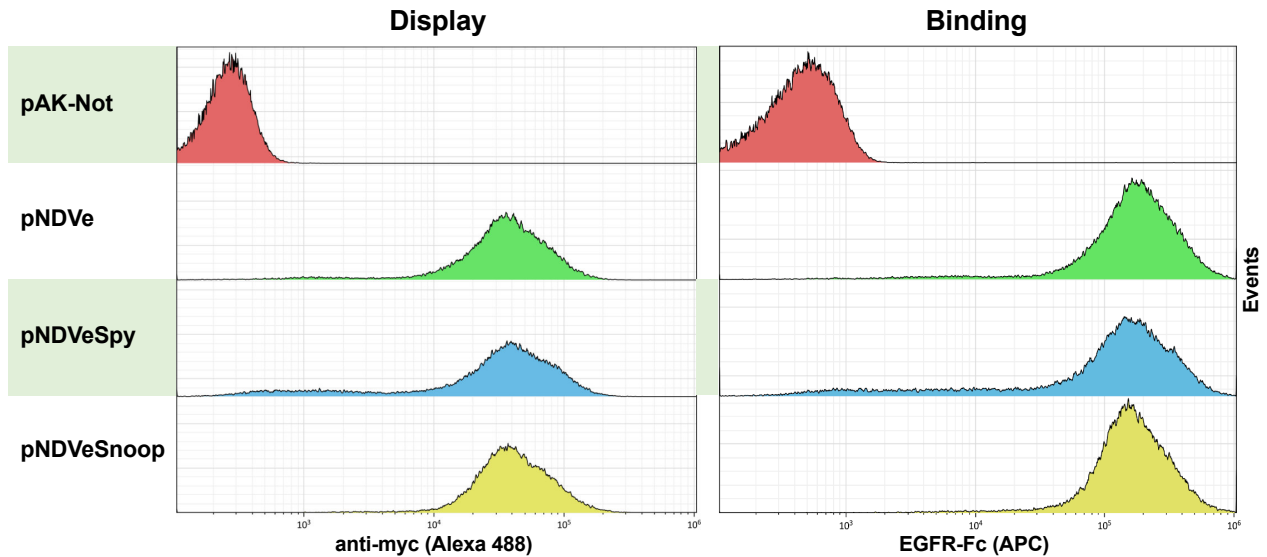 Display Binding
pAK-Not
pNDVe
pNDVeSpy
pNDVeSnoop
Events
10³ 10⁴ 10⁵ 10⁶ 10³ 10⁴ 10⁵ 10⁶
anti-myc (Alexa 488) EGFR-Fc (APC)